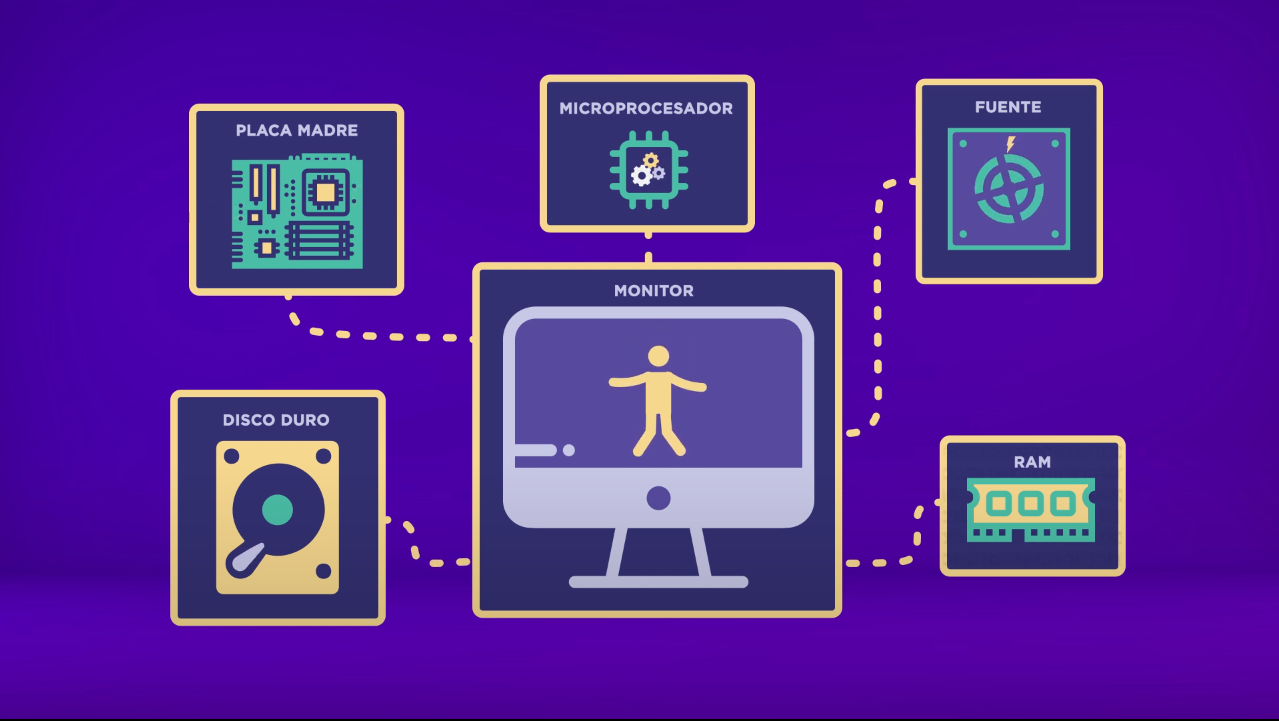 PLACA MADRE
MICROPROCESADOR
FUENTE
MONITOR
DISCO DURO
RAM